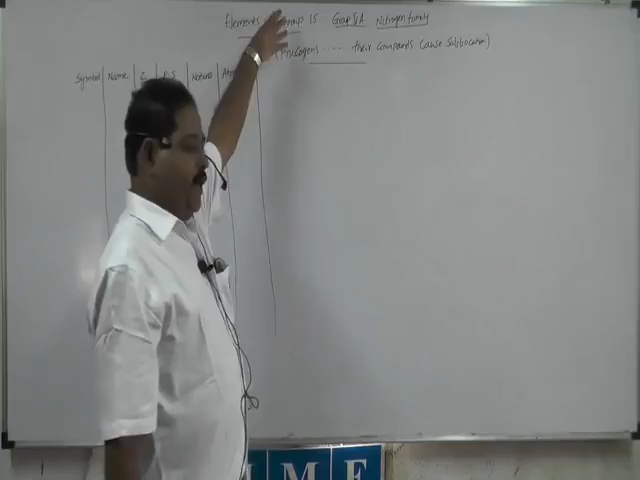 Elements group 15 Group VA Nitrogen family
(Pnicogens ..... their compounds cause suffocation)
Symbol Name Z P.S Nature
M F